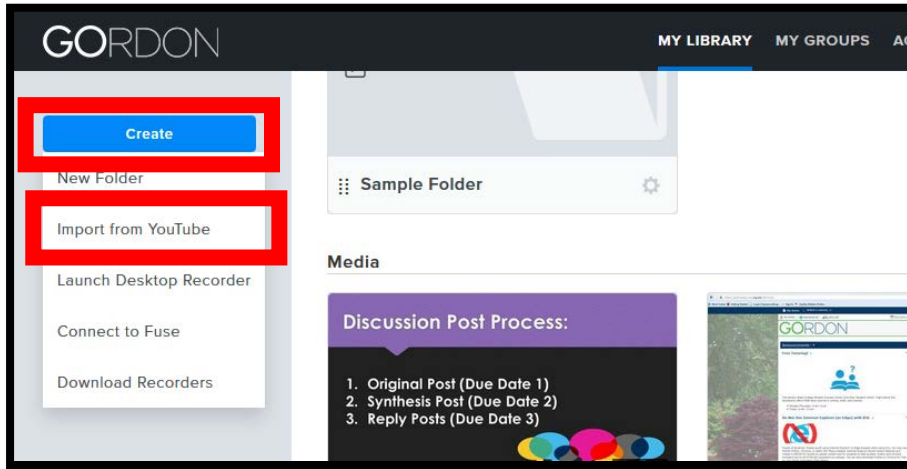 GORDON
MY LIBRARY MY GROUPS
Create
New Folder
Import from YouTube
Launch Desktop Recorder
Connect to Fuse
Download Recorders
Sample Folder
Media
Discussion Post Process:
1. Original Post (Due Date 1)
2. Synthesis Post (Due Date 2)
3. Reply Posts (Due Date 3)
GORDON